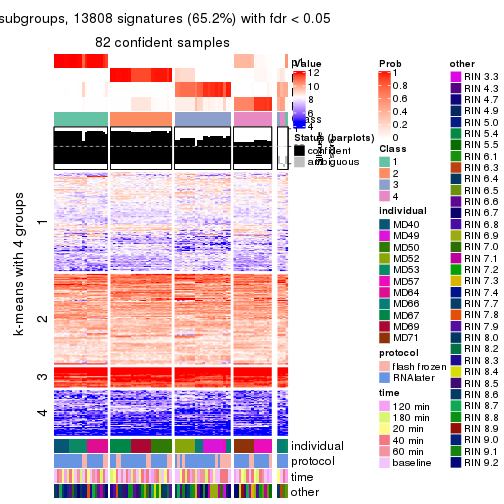 subgroups, 13808 signatures (65.2%) with fdr < 0.05
82 confident samples
k-means with 4 groups
1
2
3
4
individual
protocol
time
other
Value
12
10
8
6
4
Status (barplots)
confident
ambiguous
Prob
1
0.8
0.6
0.4
0.2
0
Class
1
2
3
4
individual
MD40
MD49
MD50
MD52
MD53
MD57
MD64
MD66
MD67
MD69
MD71
protocol
flash frozen
RNAlater
time
120 min
180 min
20 min
40 min
60 min
baseline
other
RIN 3.3
RIN 4.3
RIN 4.7
RIN 4.9
RIN 5.0
RIN 5.4
RIN 5.5
RIN 6.1
RIN 6.3
RIN 6.4
RIN 6.5
RIN 6.6
RIN 6.7
RIN 6.8
RIN 6.9
RIN 7.0
RIN 7.1
RIN 7.2
RIN 7.3
RIN 7.4
RIN 7.7
RIN 7.8
RIN 7.9
RIN 8.0
RIN 8.2
RIN 8.3
RIN 8.4
RIN 8.5
RIN 8.6
RIN 8.7
RIN 8.8
RIN 8.9
RIN 9.0
RIN 9.1
RIN 9.2